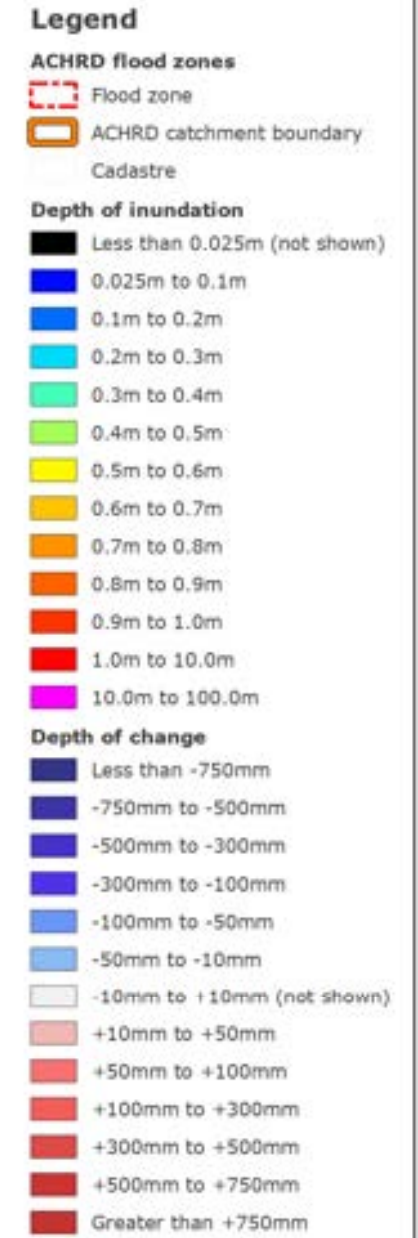 Legend
ACHRD flood zones
Flood zone
ACHRD catchment boundary
Cadastre
Depth of inundation
Less than 0.025m (not shown)
0.025m to 0.1m
0.1m to 0.2m
0.2m to 0.3m
0.3m to 0.4m
0.4m to 0.5m
0.5m to 0.6m
0.6m to 0.7m
0.7m to 0.8m
0.8m to 0.9m
0.9m to 1.0m
1.0m to 10.0m
10.0m to 100.0m
Depth of change
Less than -750mm
-750mm to -500mm
-500mm to -300mm
-300mm to -100mm
-100mm to -50mm
-50mm to -10mm
-10mm to +10mm (not shown)
+10mm to +50mm
+50mm to +100mm
+100mm to +300mm
+300mm to +500mm
+500mm to +750mm
Greater than +750mm